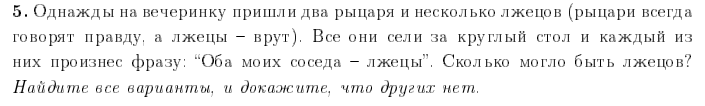 5. Однажды на вечеринку пришли два рыцаря и несколько лжецов (рыцари всегда
говорят правду, а лжецы – врут). Все они сели за круглый стол и каждый из
них произнес фразу: “Оба моих соседа – лжецы”. Сколько могло быть лжецов?
Найдите все варианты, и докажите, что других нет.